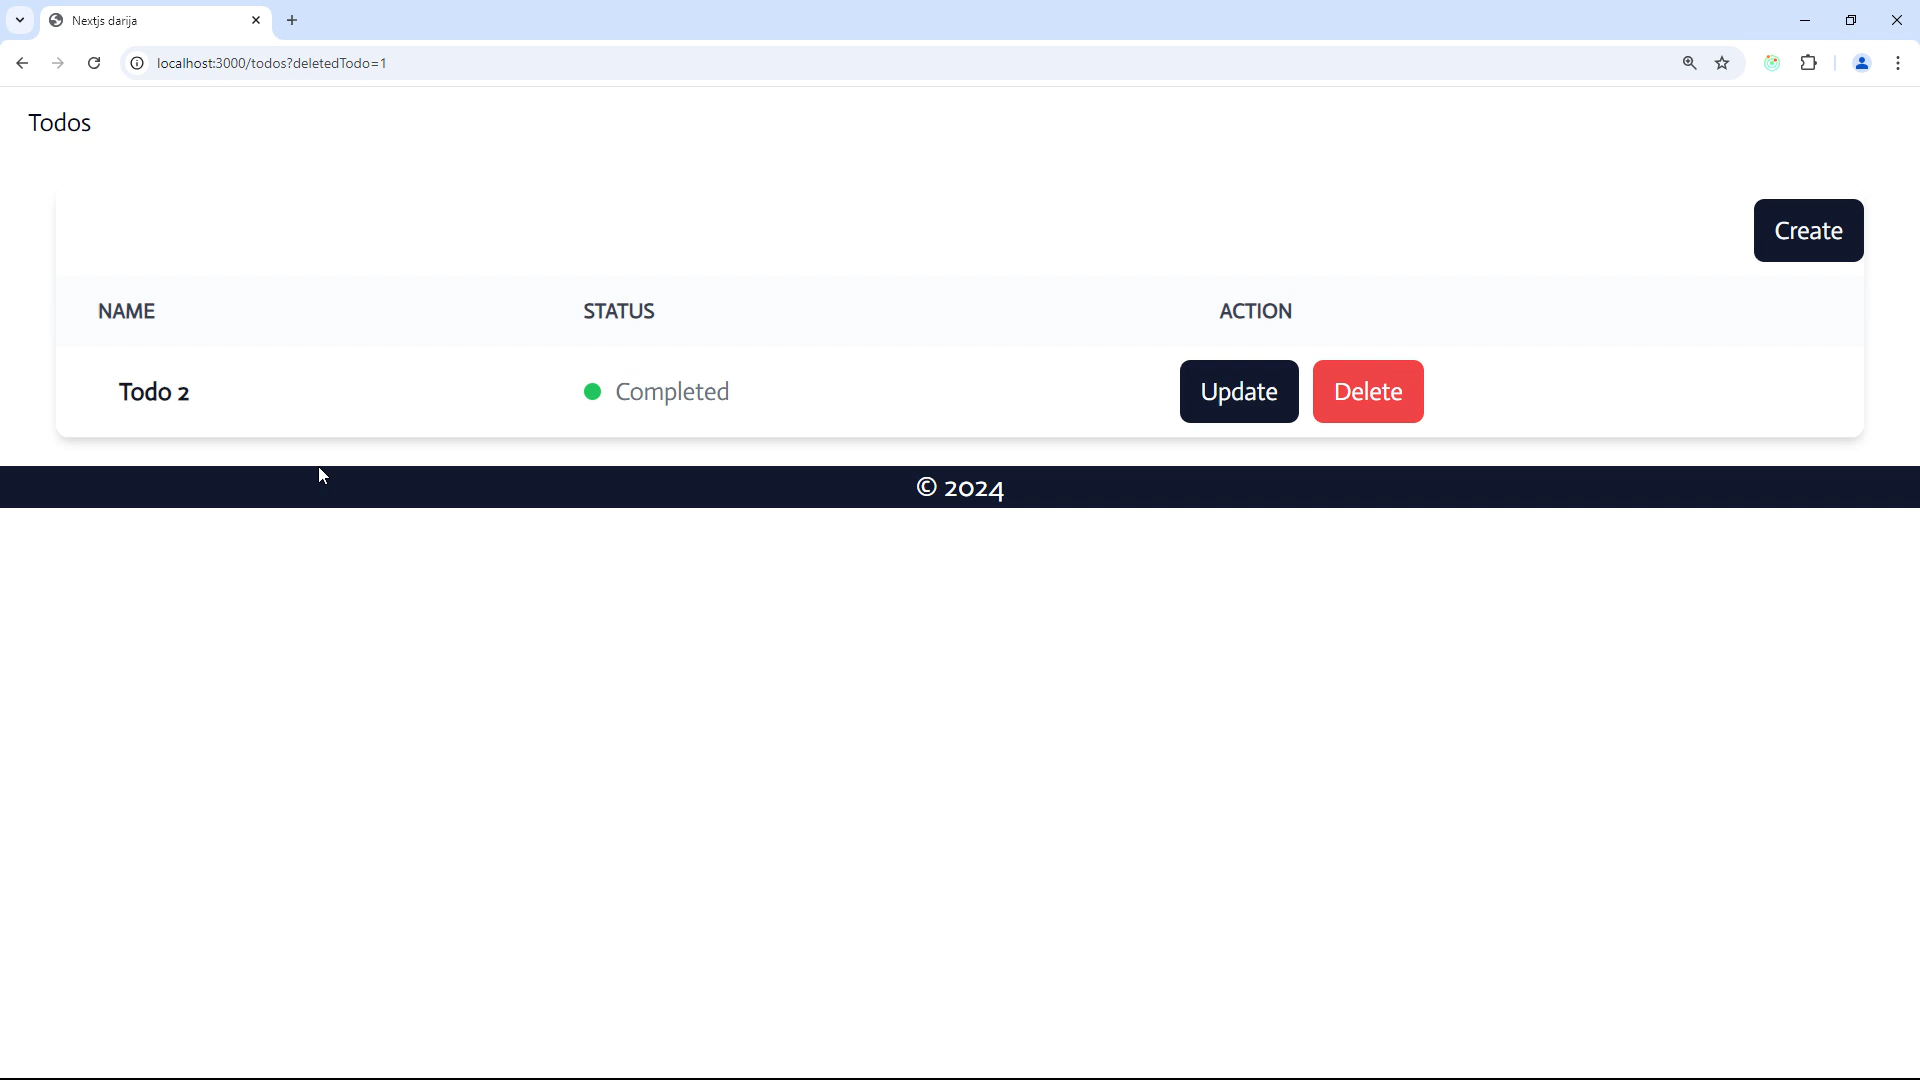 Nextjs darija
localhost:3000/todos?deletedTodo=1
Todos
Create
NAME STATUS ACTION
Todo 2 Completed Update Delete
© 2024